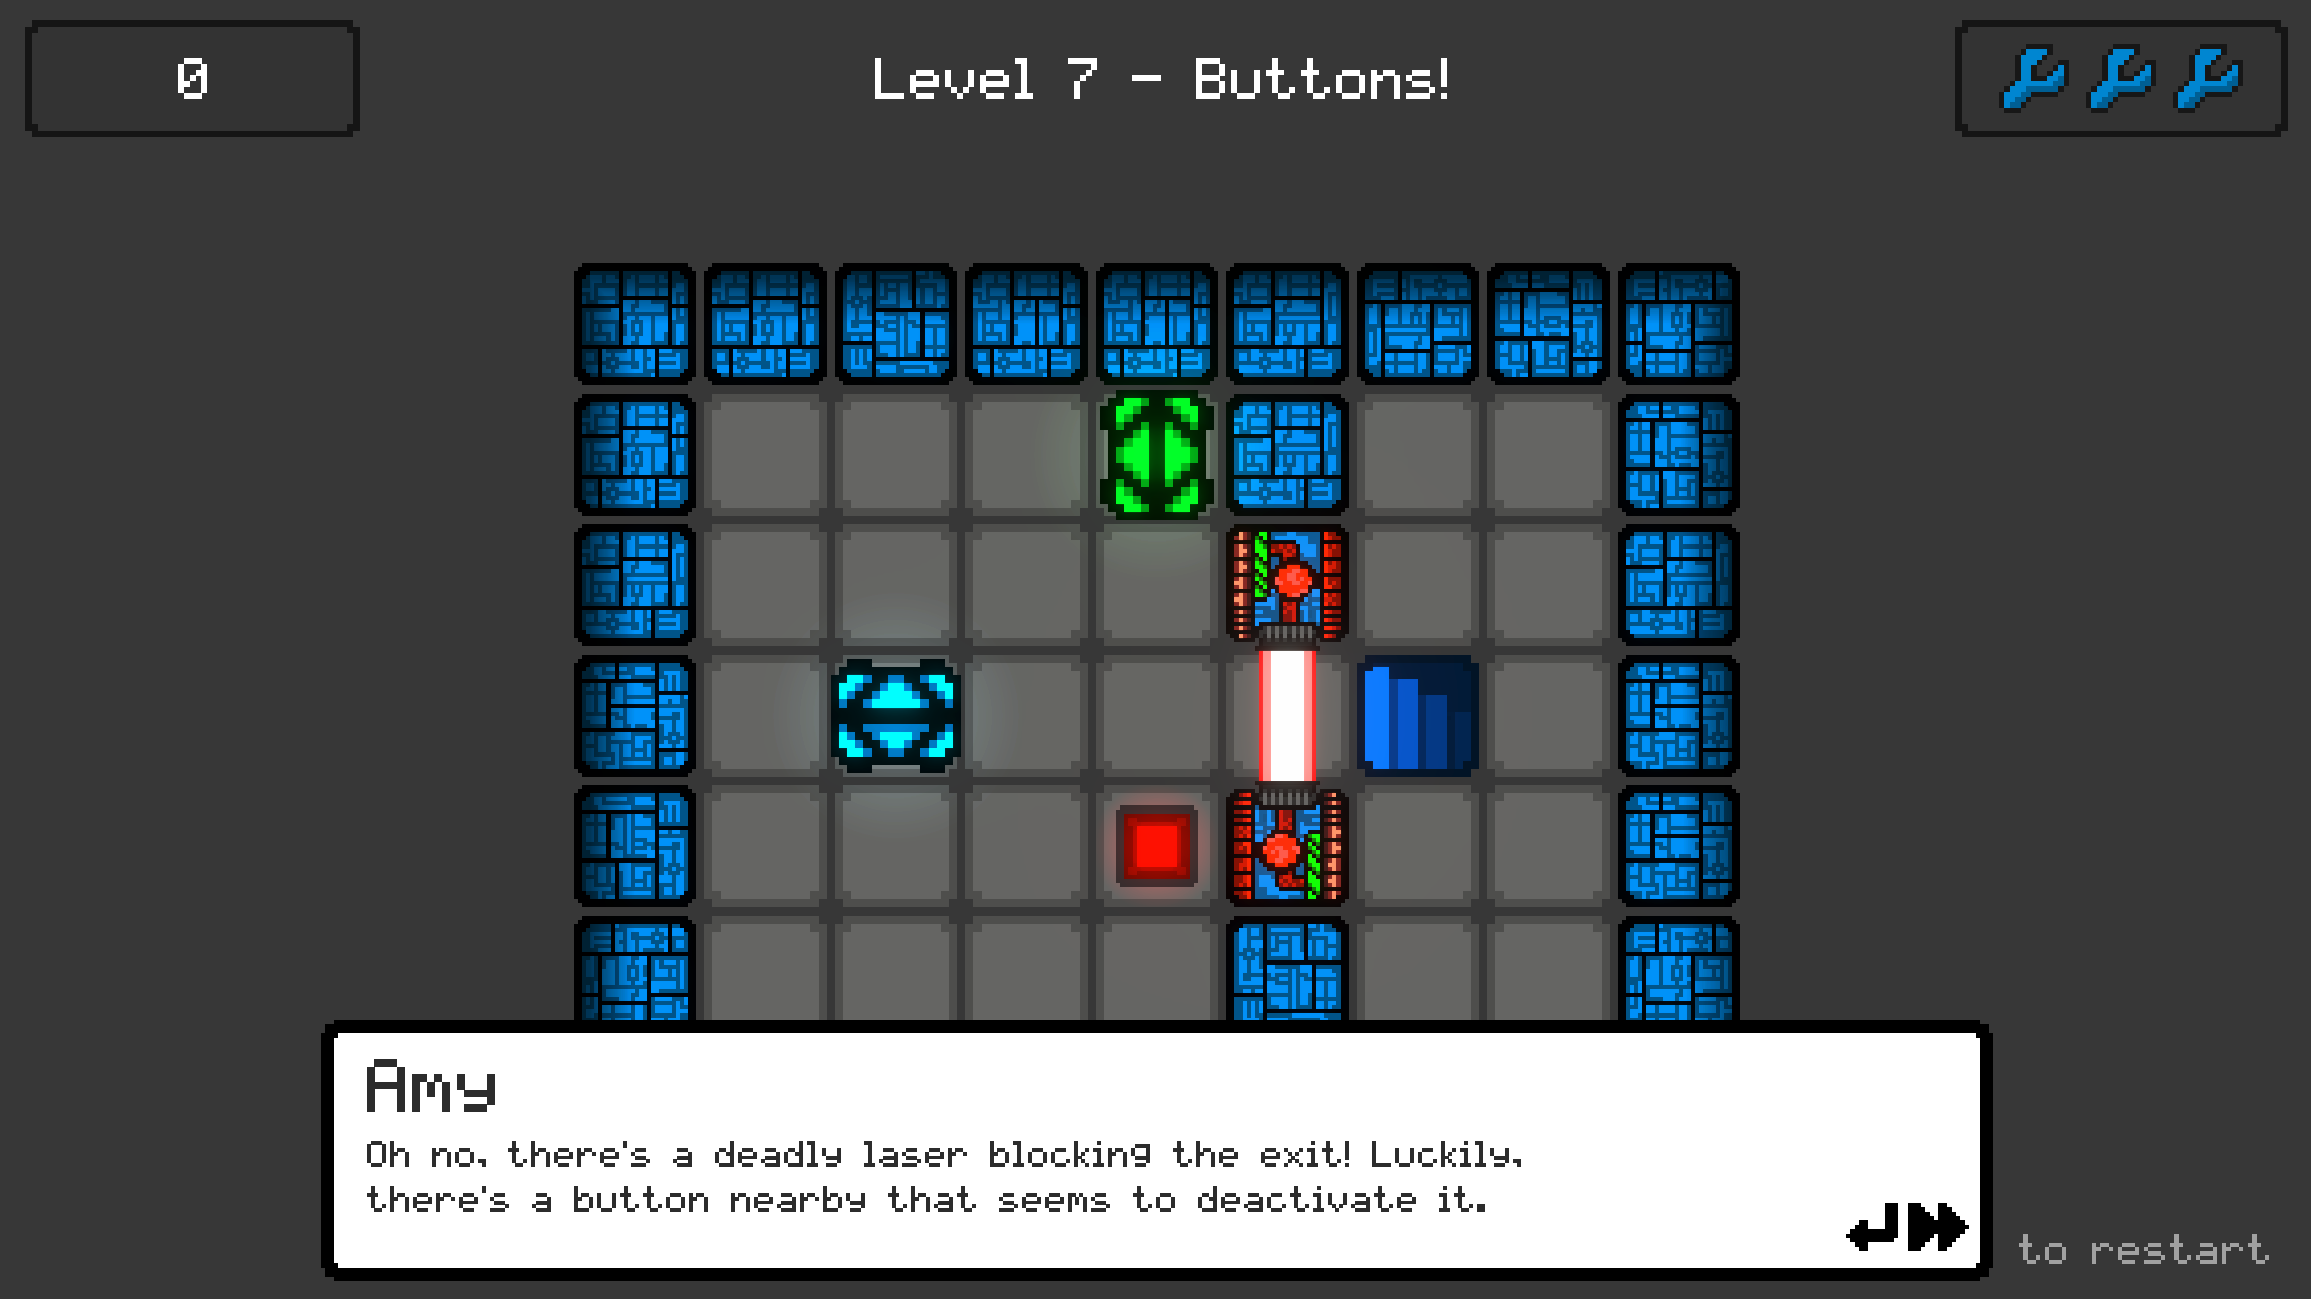 0
Level 7 - Buttons!
Amy
Oh no, there's a deadly laser blocking the exit! Luckily,
there's a button nearby that seems to deactivate it.
to restart